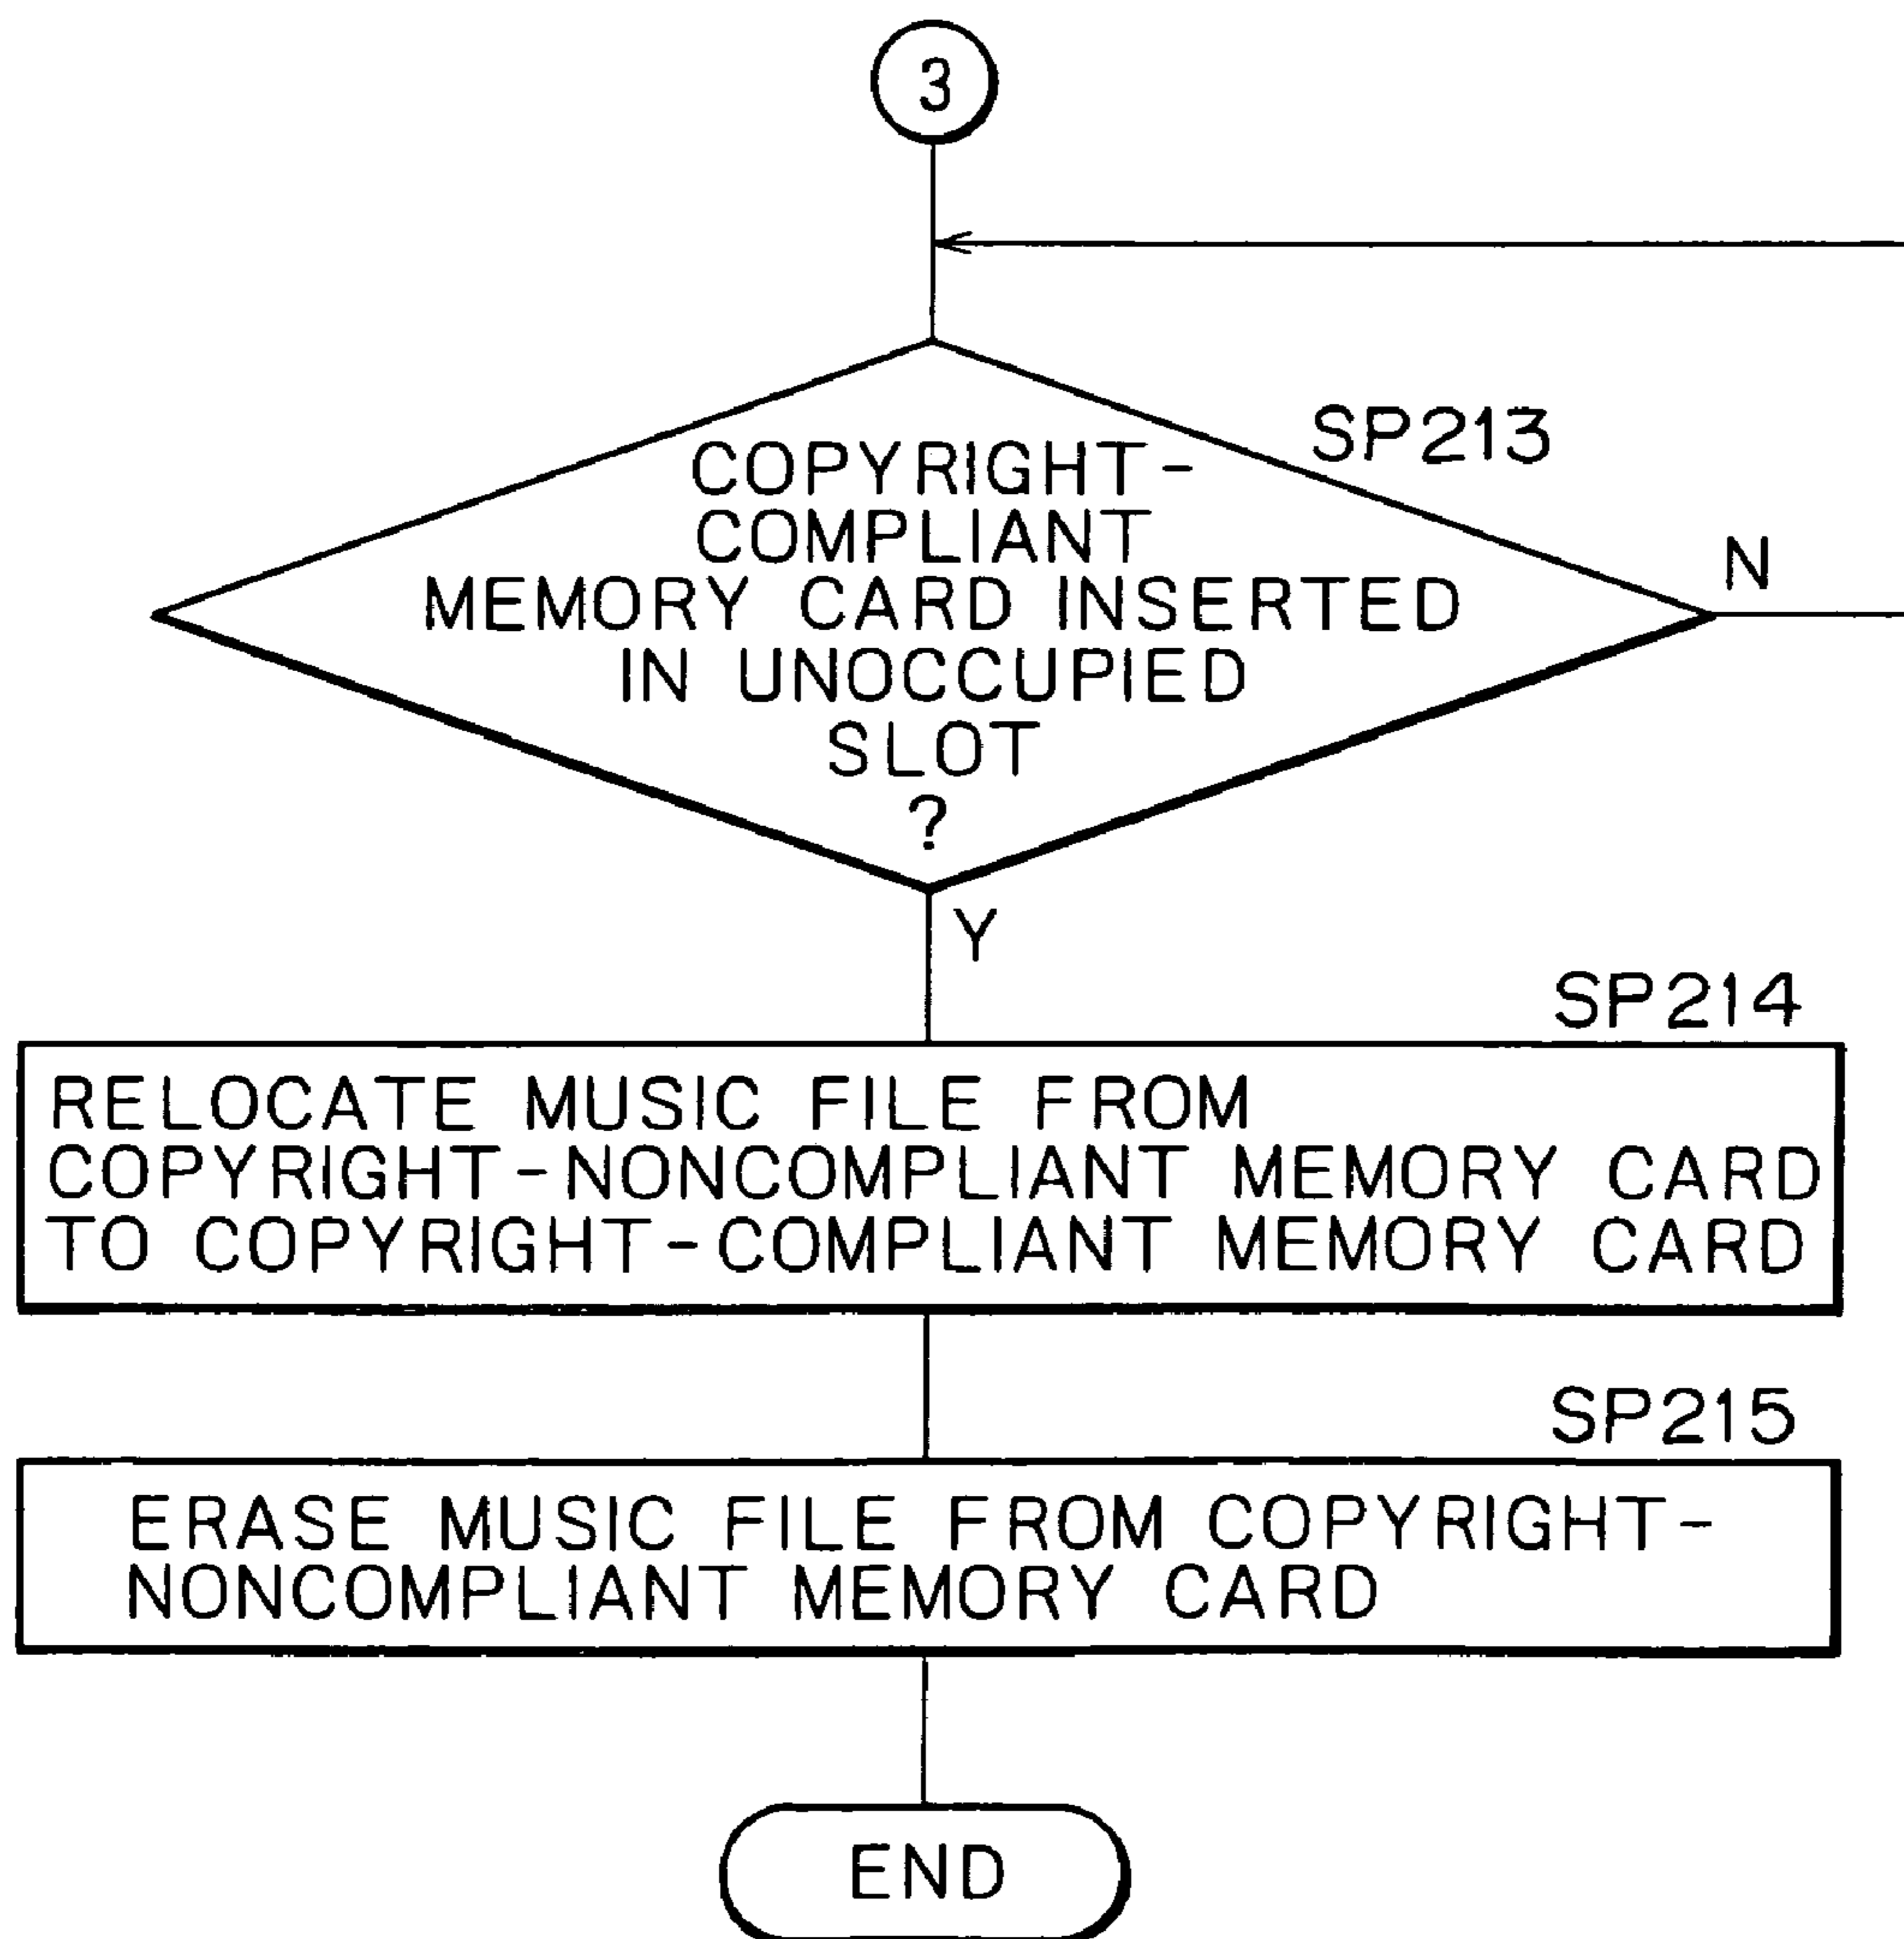 3
SP213
COPYRIGHT-
COMPLIANT
MEMORY CARD INSERTED
IN UNOCCUPIED
SLOT
?
N
Y
SP214
RELOCATE MUSIC FILE FROM
COPYRIGHT-NONCOMPLIANT MEMORY CARD
TO COPYRIGHT-COMPLIANT MEMORY CARD
SP215
ERASE MUSIC FILE FROM COPYRIGHT-
NONCOMPLIANT MEMORY CARD
END